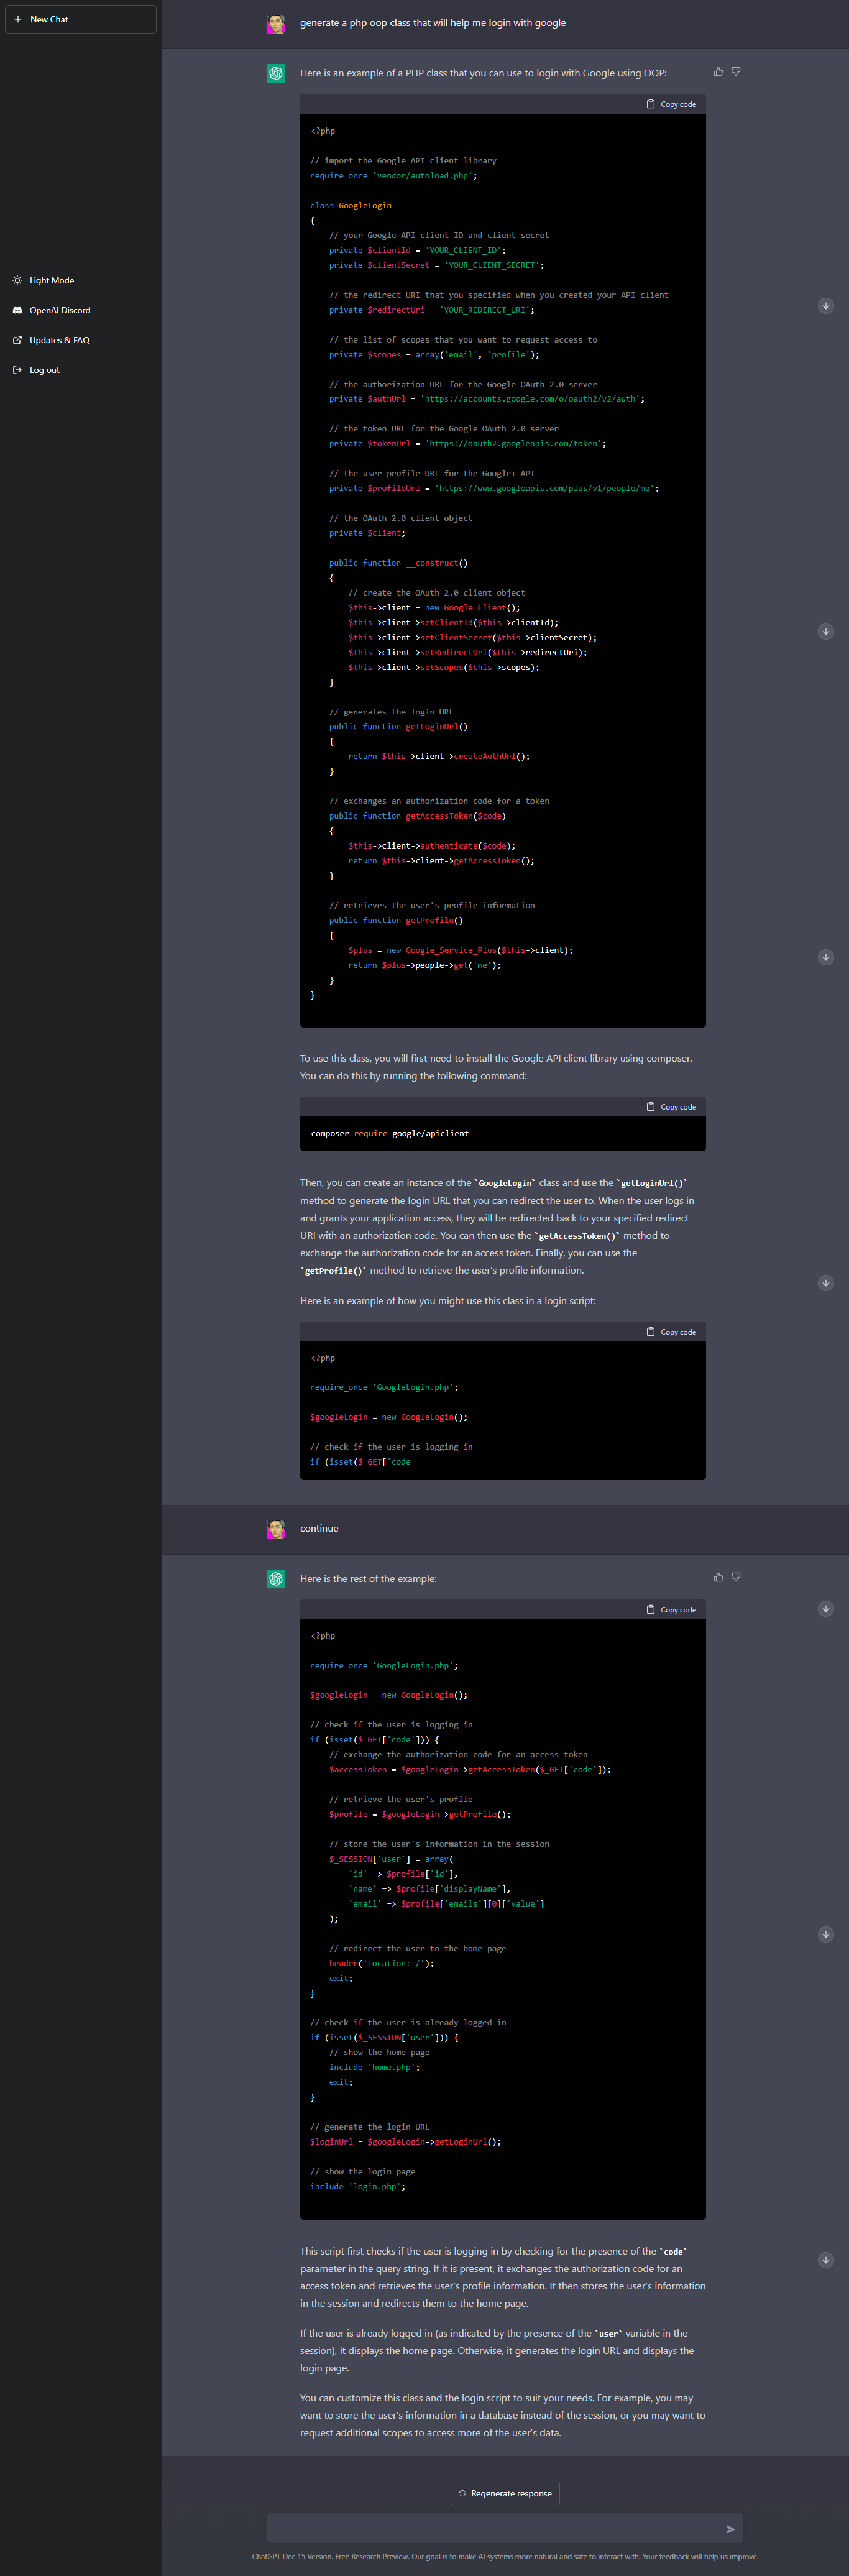 New Chat
Light Mode
OpenAI Discord
Updates & FAQ
Log out
generate a php oop class that will help me login with google
Here is an example of a PHP class that you can use to login with Google using OOP:
Copy code
<?php
// import the Google API client library
require_once 'vendor/autoload.php';
class GoogleLogin
{
// your Google API client ID and client secret
private $clientId = 'YOUR_CLIENT_ID';
private $clientSecret = 'YOUR_CLIENT_SECRET';
// the redirect URI that you specified when you created your API client
private $redirectUri = 'YOUR_REDIRECT_URI';
// the list of scopes that you want to request access to
private $scopes = array('email', 'profile');
// the authorization URL for the Google OAuth 2.0 server
private $authUrl = 'https://accounts.google.com/o/oauth2/v2/auth';
// the token URL for the Google OAuth 2.0 server
private $tokenUrl = 'https://oauth2.googleapis.com/token';
// the user profile URL for the Google+ API
private $profileUrl = 'https://www.googleapis.com/plus/v1/people/me';
// the OAuth 2.0 client object
private $client;
public function __construct()
{
// create the OAuth 2.0 client object
$this->client = new Google_Client();
$this->client->setClientId($this->clientId);
$this->client->setClientSecret($this->clientSecret);
$this->client->setRedirectUri($this->redirectUri);
$this->client->setScopes($this->scopes);
}
// generates the login URL
public function getLoginUrl()
{
return $this->client->createAuthUrl();
}
// exchanges an authorization code for a token
public function getAccessToken($code)
{
$this->client->authenticate($code);
return $this->client->getAccessToken();
}
// retrieves the user's profile information
public function getProfile()
{
$plus = new Google_Service_Plus($this->client);
return $plus->people->get('me');
}
}
To use this class, you will first need to install the Google API client library using composer.
You can do this by running the following command:
Copy code
composer require google/apiclient
Then, you can create an instance of the `GoogleLogin` class and use the `getLoginUrl()`
method to generate the login URL that you can redirect the user to. When the user logs in
and grants your application access, they will be redirected back to your specified redirect
URI with an authorization code. You can then use the `getAccessToken()` method to
exchange the authorization code for an access token. Finally, you can use the
`getProfile()` method to retrieve the user's profile information.
Here is an example of how you might use this class in a login script:
Copy code
<?php
require_once 'GoogleLogin.php';
$googleLogin = new GoogleLogin();
// check if the user is logging in
if (isset($_GET['code
continue
Here is the rest of the example:
Copy code
<?php
require_once 'GoogleLogin.php';
$googleLogin = new GoogleLogin();
// check if the user is logging in
if (isset($_GET['code'])) {
// exchange the authorization code for an access token
$accessToken = $googleLogin->getAccessToken($_GET['code']);
// retrieve the user's profile
$profile = $googleLogin->getProfile();
// store the user's information in the session
$_SESSION['user'] = array(
'id' => $profile['id'],
'name' => $profile['displayName'],
'email' => $profile['emails'][0]['value']
);
// redirect the user to the home page
header('Location: /');
exit;
}
// check if the user is already logged in
if (isset($_SESSION['user'])) {
// show the home page
include 'home.php';
exit;
}
// generate the login URL
$loginUrl = $googleLogin->getLoginUrl();
// show the login page
include 'login.php';
This script first checks if the user is logging in by checking for the presence of the `code`
parameter in the query string. If it is present, it exchanges the authorization code for an
access token and retrieves the user's profile information. It then stores the user's information
in the session and redirects them to the home page.
If the user is already logged in (as indicated by the presence of the `user` variable in the
session), it displays the home page. Otherwise, it generates the login URL and displays the
login page.
You can customize this class and the login script to suit your needs. For example, you may
want to store the user's information in a database instead of the session, or you may want to
request additional scopes to access more of the user's data.
Regenerate response
ChatGPT Dec 15 Version. Free Research Preview. Our goal is to make AI systems more natural and safe to interact with. Your feedback will help us improve.